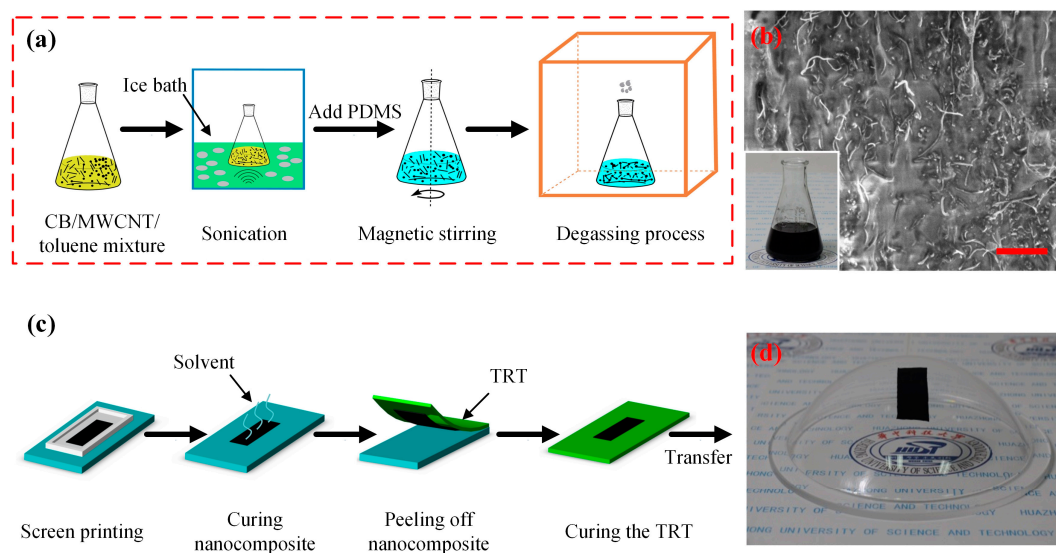 (a)
Ice bath
Add PDMS
CB/MWCNT/
toluene mixture
Sonication
Magnetic stirring
Degassing process
(b)
(c)
Solvent
TRT
Transfer
Screen printing
Curing
nanocomposite
Peeling off
nanocomposite
Curing the TRT
(d)
UNIVERSITY OF SCIENCE AND TECHNOLOGY